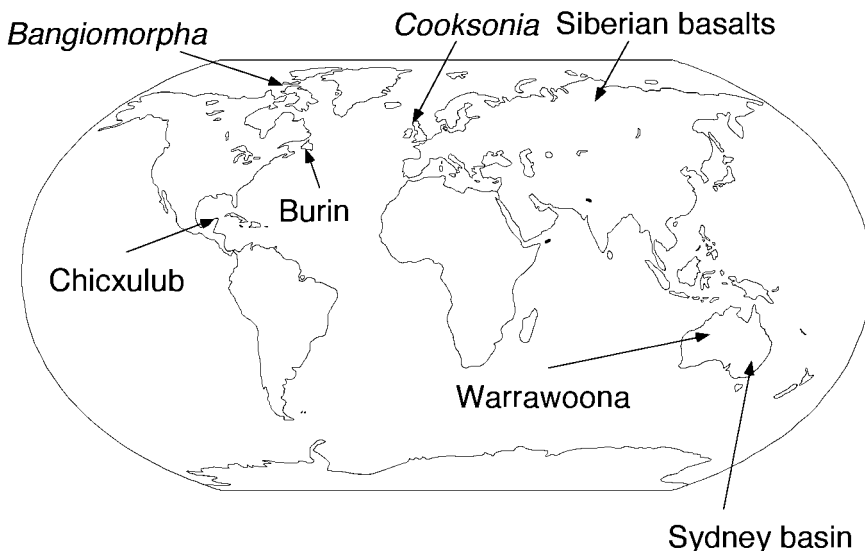 Bangiomorpha
Cooksonia
Siberian basalts
Burin
Chicxulub
Warrawoona
Sydney basin